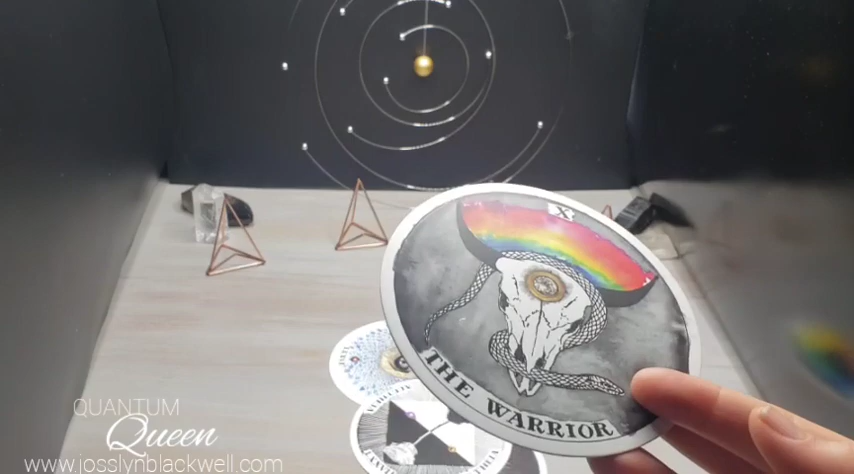 X
THE WARRIOR
QUANTUM
Queen
www.josslynblackwell.com